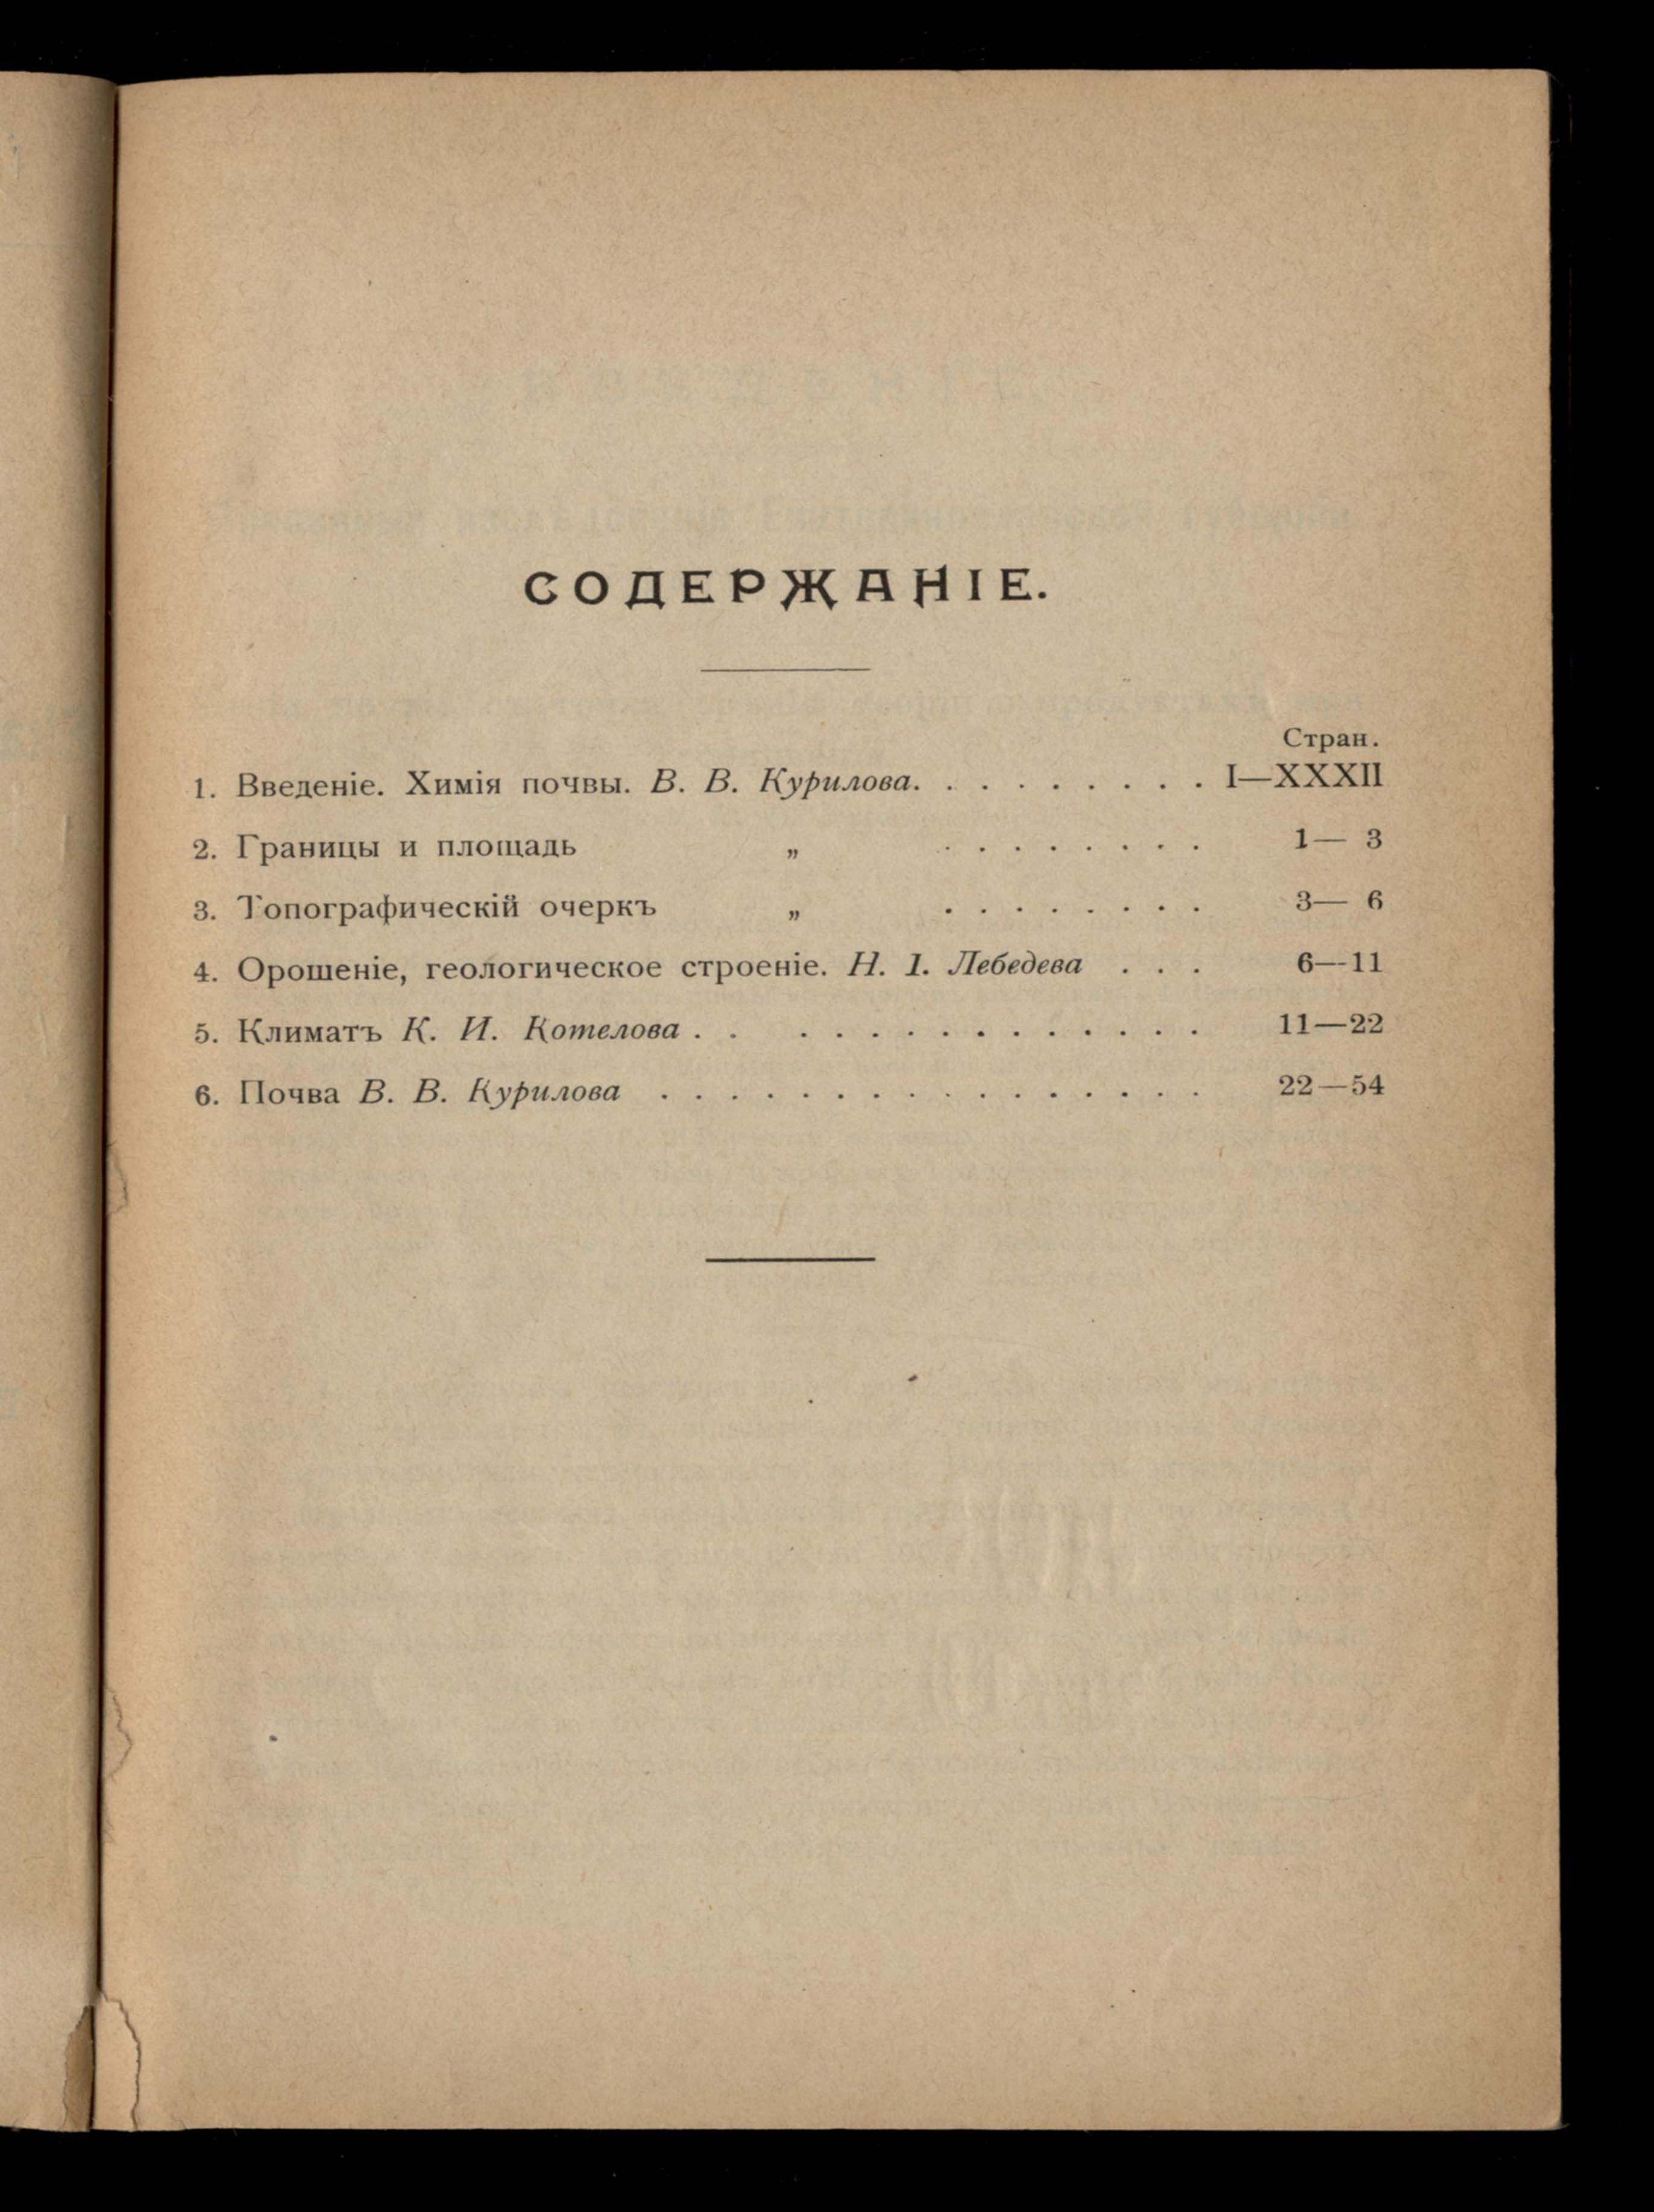 СОДЕРЖАНІЕ.
Стран.
1. Введеніе. Химія почвы. В. В. Курилова. . . . . . . . . I—XXXII
2. Границы и площадь „ . . . . . . . . 1— 3
3. Топографическій очеркъ „ . . . . . . . . 3— 6
4. Орошеніе, геологическое строеніе. Н. І. Лебедева . . . 6—11
5. Климатъ К. И. Котелова . . . . . . . . . . . . . . 11—22
6. Почва В. В. Курилова . . . . . . . . . . . . . . . . 22—54